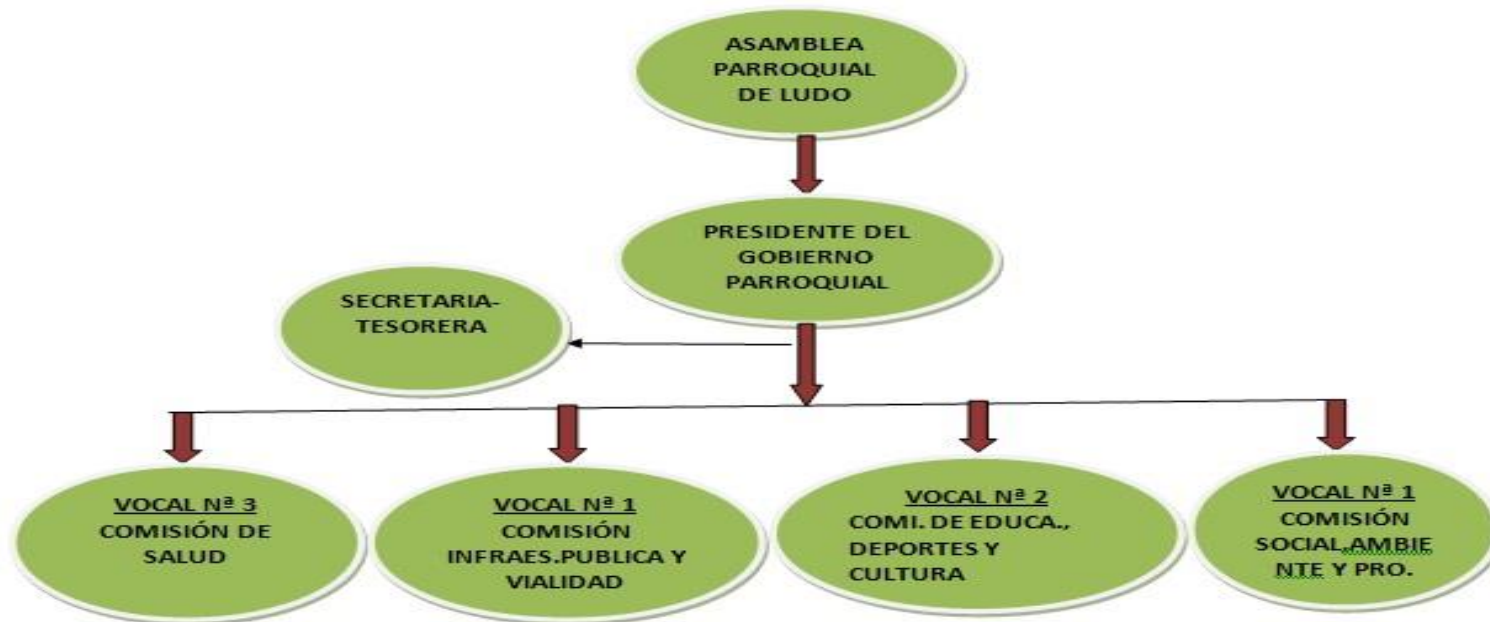 ASAMBLEA
PARROQUIAL
DE LUDO
PRESIDENTE DEL
GOBIERNO
PARROQUIAL
SECRETARIA-
TESORERA
VOCAL Nª 3
COMISIÓN DE
SALUD
VOCAL Nª 1
COMISIÓN
INFRAES.PUBLICA Y
VIALIDAD
VOCAL Nª 2
COMI. DE EDUCA.,
DEPORTES Y
CULTURA
VOCAL Nª 1
COMISIÓN
SOCIAL,AMBIE
NTE Y PRO.